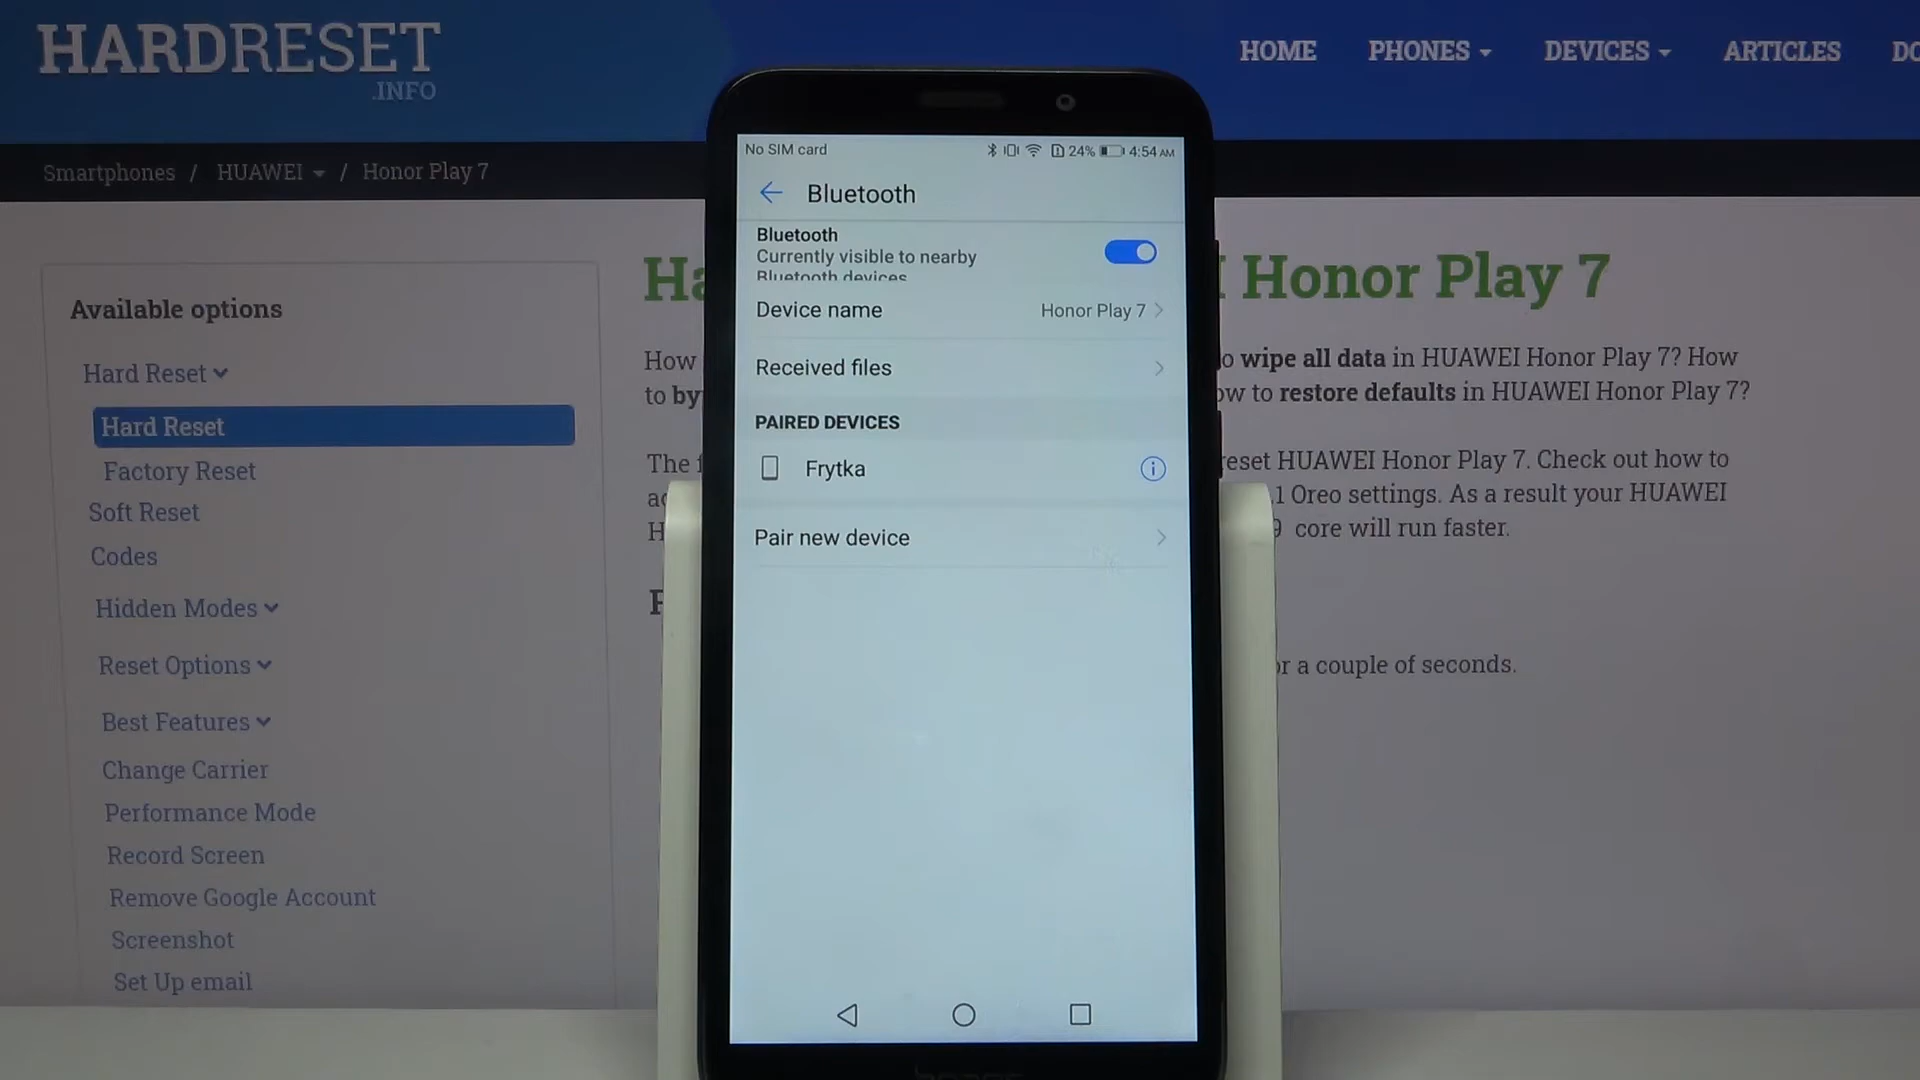 HARDRESET
.INFO
HOME PHONES DEVICES ARTICLES
Smartphones / HUAWEI / Honor Play 7
Available options
Hard Reset
Hard Reset
Factory Reset
Soft Reset
Codes
Hidden Modes
Reset Options
Best Features
Change Carrier
Performance Mode
Record Screen
Remove Google Account
Screenshot
Set Up email
No SIM card 24% 4:54 AM
Bluetooth
Bluetooth
Currently visible to nearby
Bluetooth devices
Device name Honor Play 7
Received files
PAIRED DEVICES
Frytka
Pair new device
Honor Play 7
How wipe all data in HUAWEI Honor Play 7? How
to to restore defaults in HUAWEI Honor Play 7?
The HUAWEI Honor Play 7. Check out how to
Oreo settings. As a result your HUAWEI
core will run faster.
a couple of seconds.